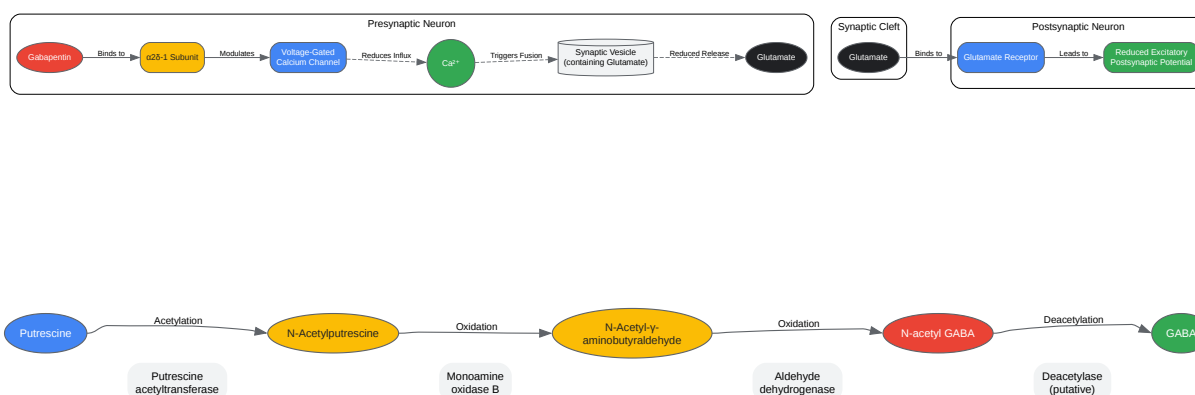 Presynaptic Neuron
Synaptic Cleft
Postsynaptic Neuron
Gabapentin
Binds to
α2δ-1 Subunit
Modulates
Voltage-Gated
Calcium Channel
Reduces Influx
Ca²⁺
Triggers Fusion
Synaptic Vesicle
(containing Glutamate)
Reduced Release
Glutamate
Glutamate
Binds to
Glutamate Receptor
Leads to
Reduced Excitatory
Postsynaptic Potential
Putrescine
Acetylation
N-Acetylputrescine
Oxidation
N-Acetyl-γ-
aminobutyraldehyde
Oxidation
N-acetyl GABA
Deacetylation
GABA
Putrescine
acetyltransferase
Monoamine
oxidase B
Aldehyde
dehydrogenase
Deacetylase
(putative)